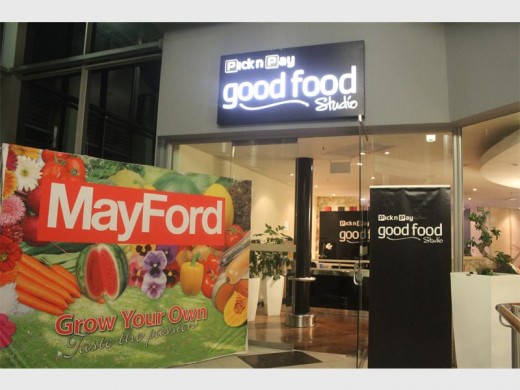 Pick n Pay
good food
Studio
MayFord
Grow Your Own
Taste the passion
Pick n Pay
good food
Pick n Pay
good food
Studio